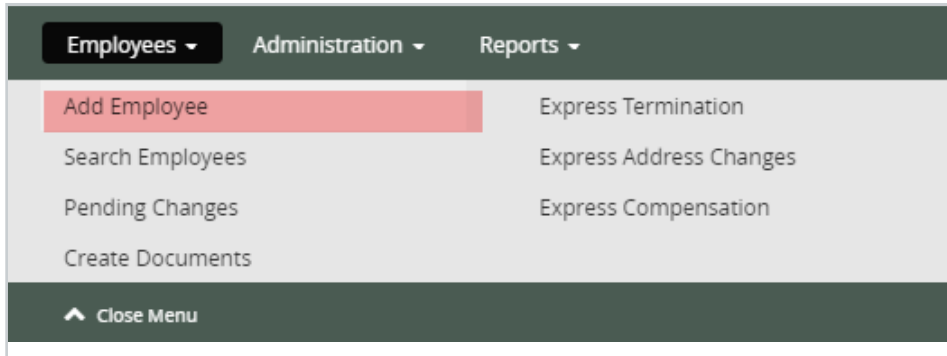 Employees Administration Reports
Add Employee Express Termination
Search Employees Express Address Changes
Pending Changes Express Compensation
Create Documents
Close Menu